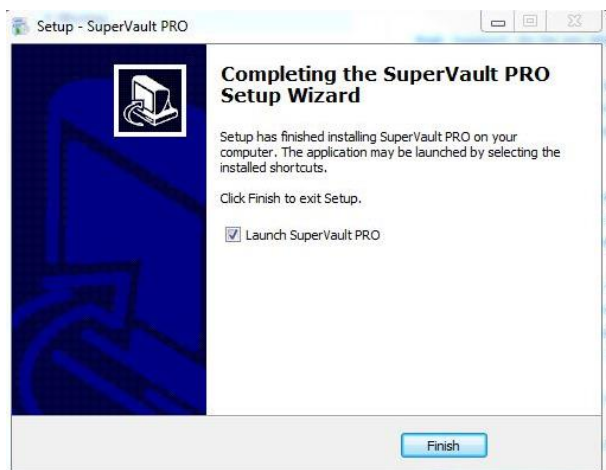 Setup - SuperVault PRO
Completing the SuperVault PRO
Setup Wizard
Setup has finished installing SuperVault PRO on your
computer. The application may be launched by selecting the
installed shortcuts.
Click Finish to exit Setup.
Launch SuperVault PRO
Finish